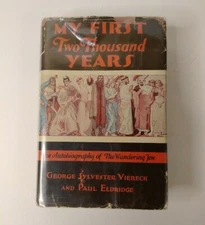 MY FIRST
Two Thousand
YEARS
The Autobiography of The Wandering Jew
GEORGE SYLVESTER VIERECK
AND PAUL ELDRIDGE